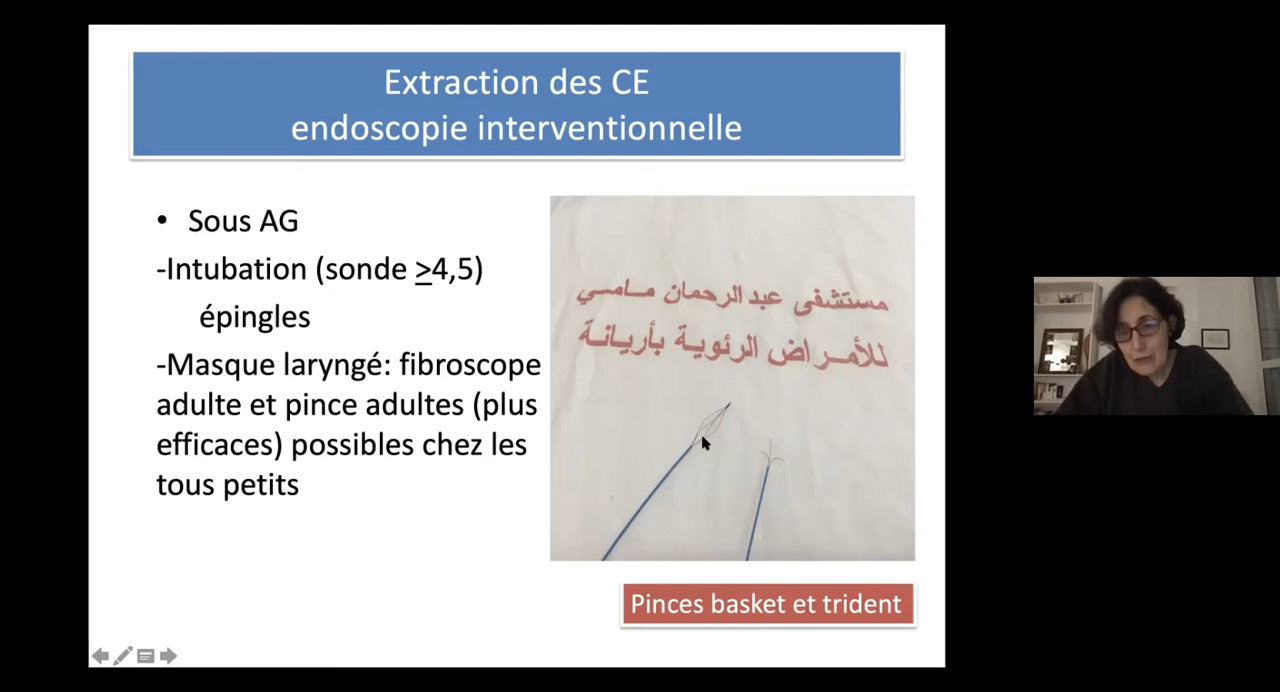 Extraction des CE
endoscopie interventionnelle
• Sous AG
-Intubation (sonde ≥4,5)
épingles
-Masque laryngé: fibroscope
adulte et pince adultes (plus
efficaces) possibles chez les
tous petits
مستشفى عبد الرحمان مامي
للأمراض الرئوية بأريانة
Pinces basket et trident